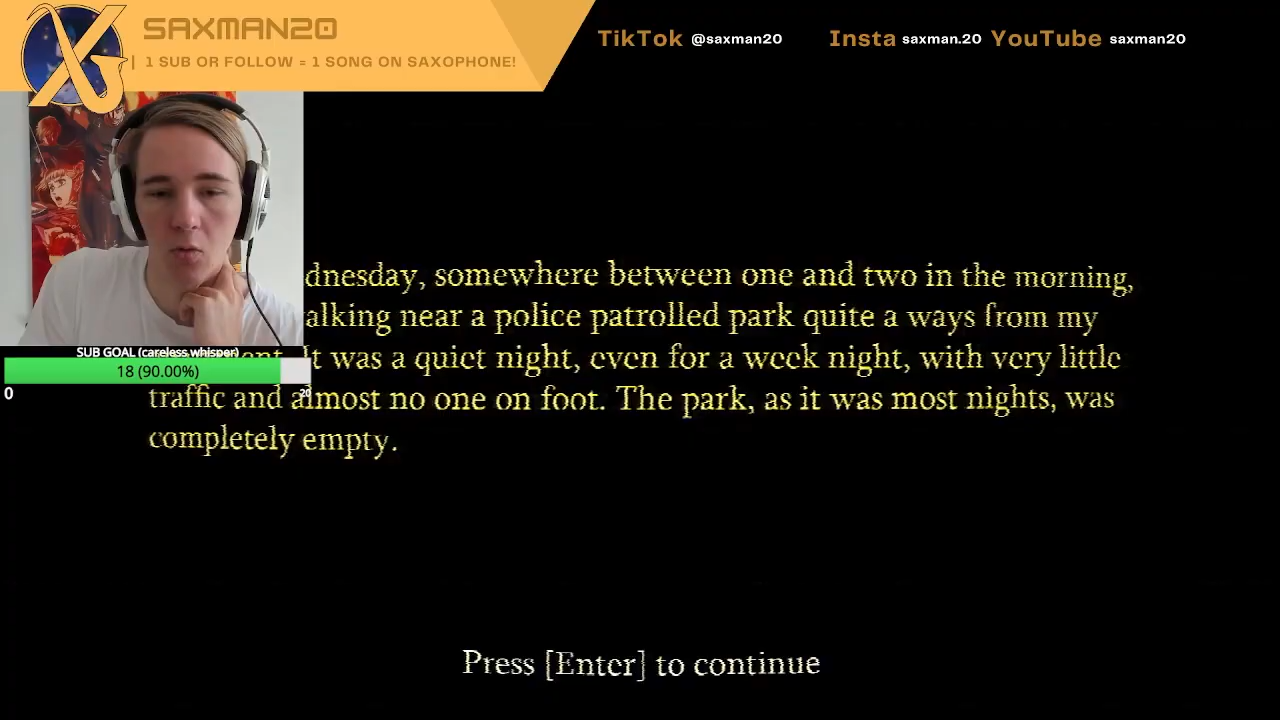 SAXMAN20
| 1 SUB OR FOLLOW = 1 SONG ON SAXOPHONE!
TikTok @saxman20 Insta saxman.20 YouTube saxman20
dnesday, somewhere between one and two in the morning,
alking near a police patrolled park quite a ways from my
SUB GOAL (careless whisper)
It was a quiet night, even for a week night, with very little
18 (90.00%)
0 20
traffic and almost no one on foot. The park, as it was most nights, was
completely empty.
Press [Enter] to continue